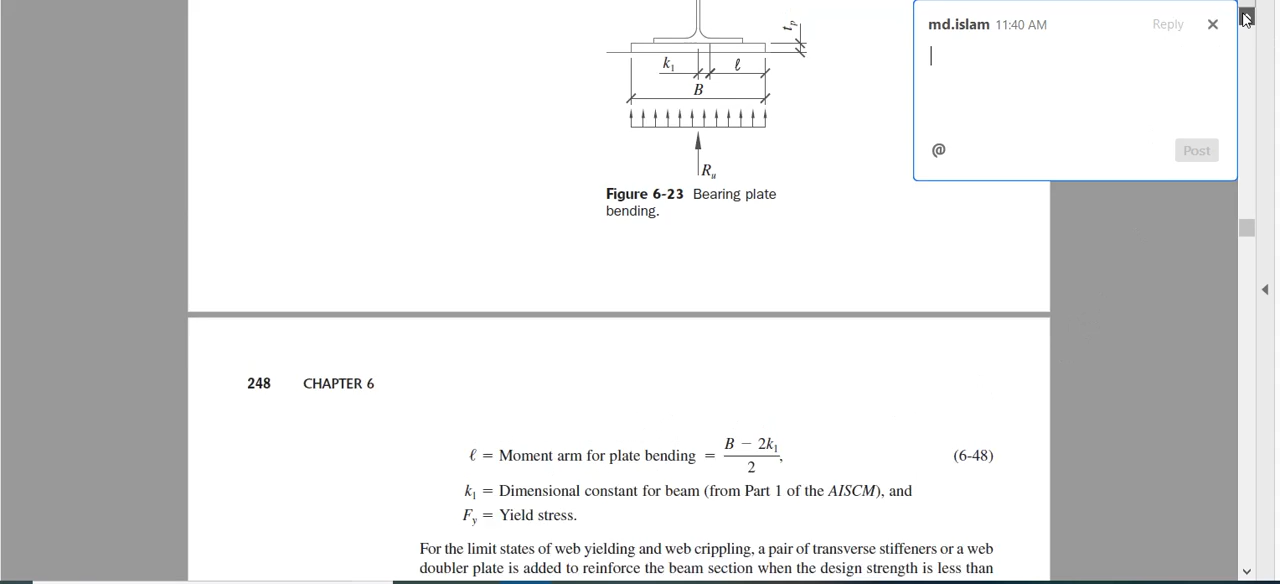 md.islam 11:40 AM Reply
@ Post
tp
k₁ ℓ
B
Ru
Figure 6-23 Bearing plate
bending.
248 CHAPTER 6
ℓ = Moment arm for plate bending = (B − 2k₁)/2, (6-48)
k₁ = Dimensional constant for beam (from Part 1 of the AISCM), and
Fy = Yield stress.
For the limit states of web yielding and web crippling, a pair of transverse stiffeners or a web
doubler plate is added to reinforce the beam section when the design strength is less than